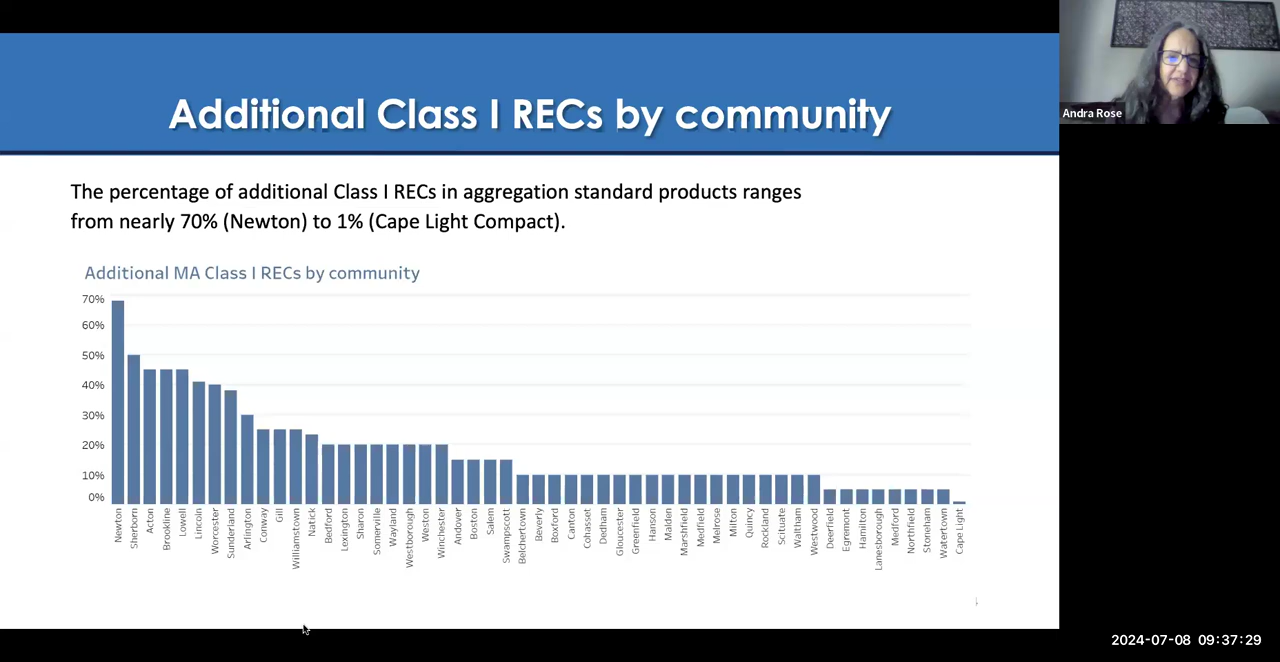 Additional Class I RECs by community
Andra Rose
The percentage of additional Class I RECs in aggregation standard products ranges
from nearly 70% (Newton) to 1% (Cape Light Compact).
Additional MA Class I RECs by community
70%
60%
50%
40%
30%
20%
10%
0%
Newton
Sherborn
Acton
Brookline
Lowell
Lincoln
Worcester
Sunderland
Arlington
Conway
Gill
Williamstown
Natick
Bedford
Lexington
Sharon
Somerville
Wayland
Westborough
Weston
Winchester
Andover
Boston
Salem
Swampscott
Belchertown
Beverly
Boxford
Canton
Cohasset
Dedham
Gloucester
Greenfield
Hanson
Malden
Marshfield
Medfield
Melrose
Milton
Quincy
Rockland
Scituate
Waltham
Westwood
Deerfield
Egremont
Hamilton
Lanesborough
Medford
Northfield
Stoneham
Watertown
Cape Light
2024-07-08 09:37:29